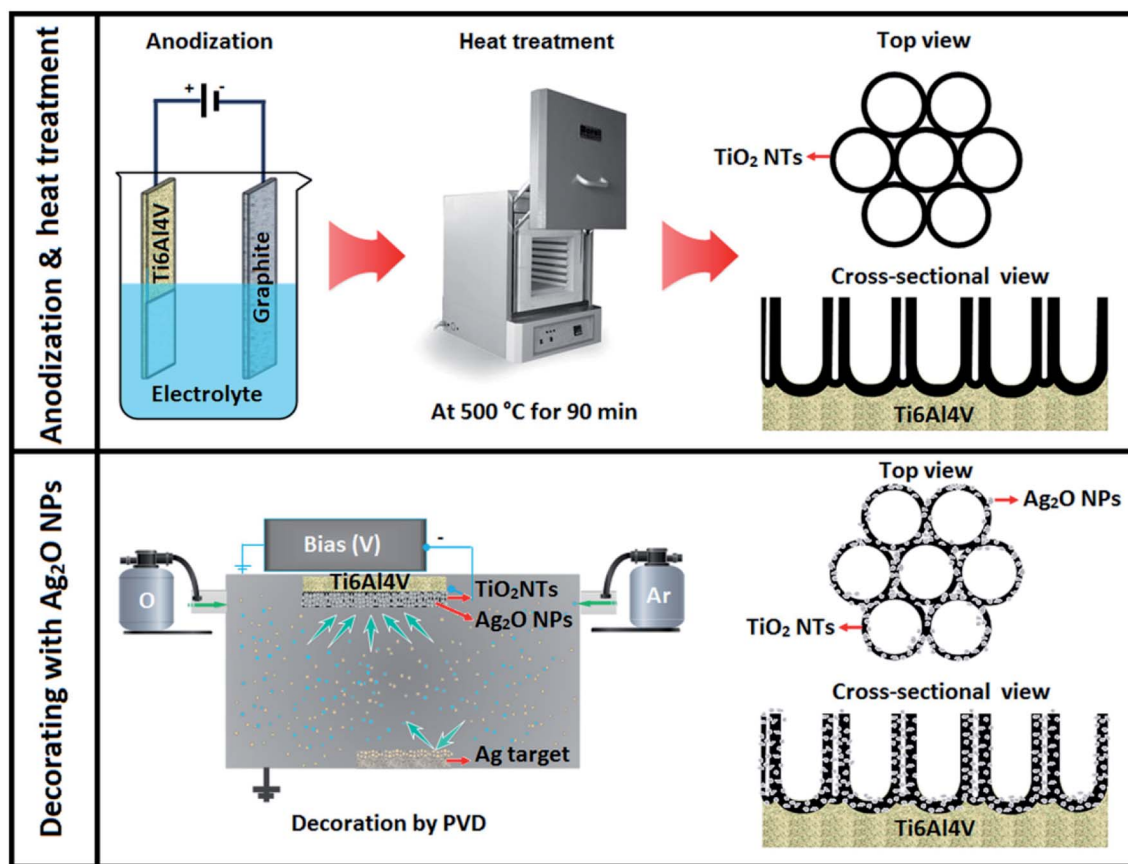 Anodization & heat treatment
Anodization
+ -
Ti6Al4V
Graphite
Electrolyte
Heat treatment
At 500 °C for 90 min
Top view
TiO₂ NTs
Cross-sectional view
Ti6Al4V
Decorating with Ag₂O NPs
Bias (V)
-
O
Ti6Al4V
TiO₂NTs
Ag₂O NPs
Ar
Ag target
Decoration by PVD
Top view
Ag₂O NPs
TiO₂ NTs
Cross-sectional view
Ti6Al4V